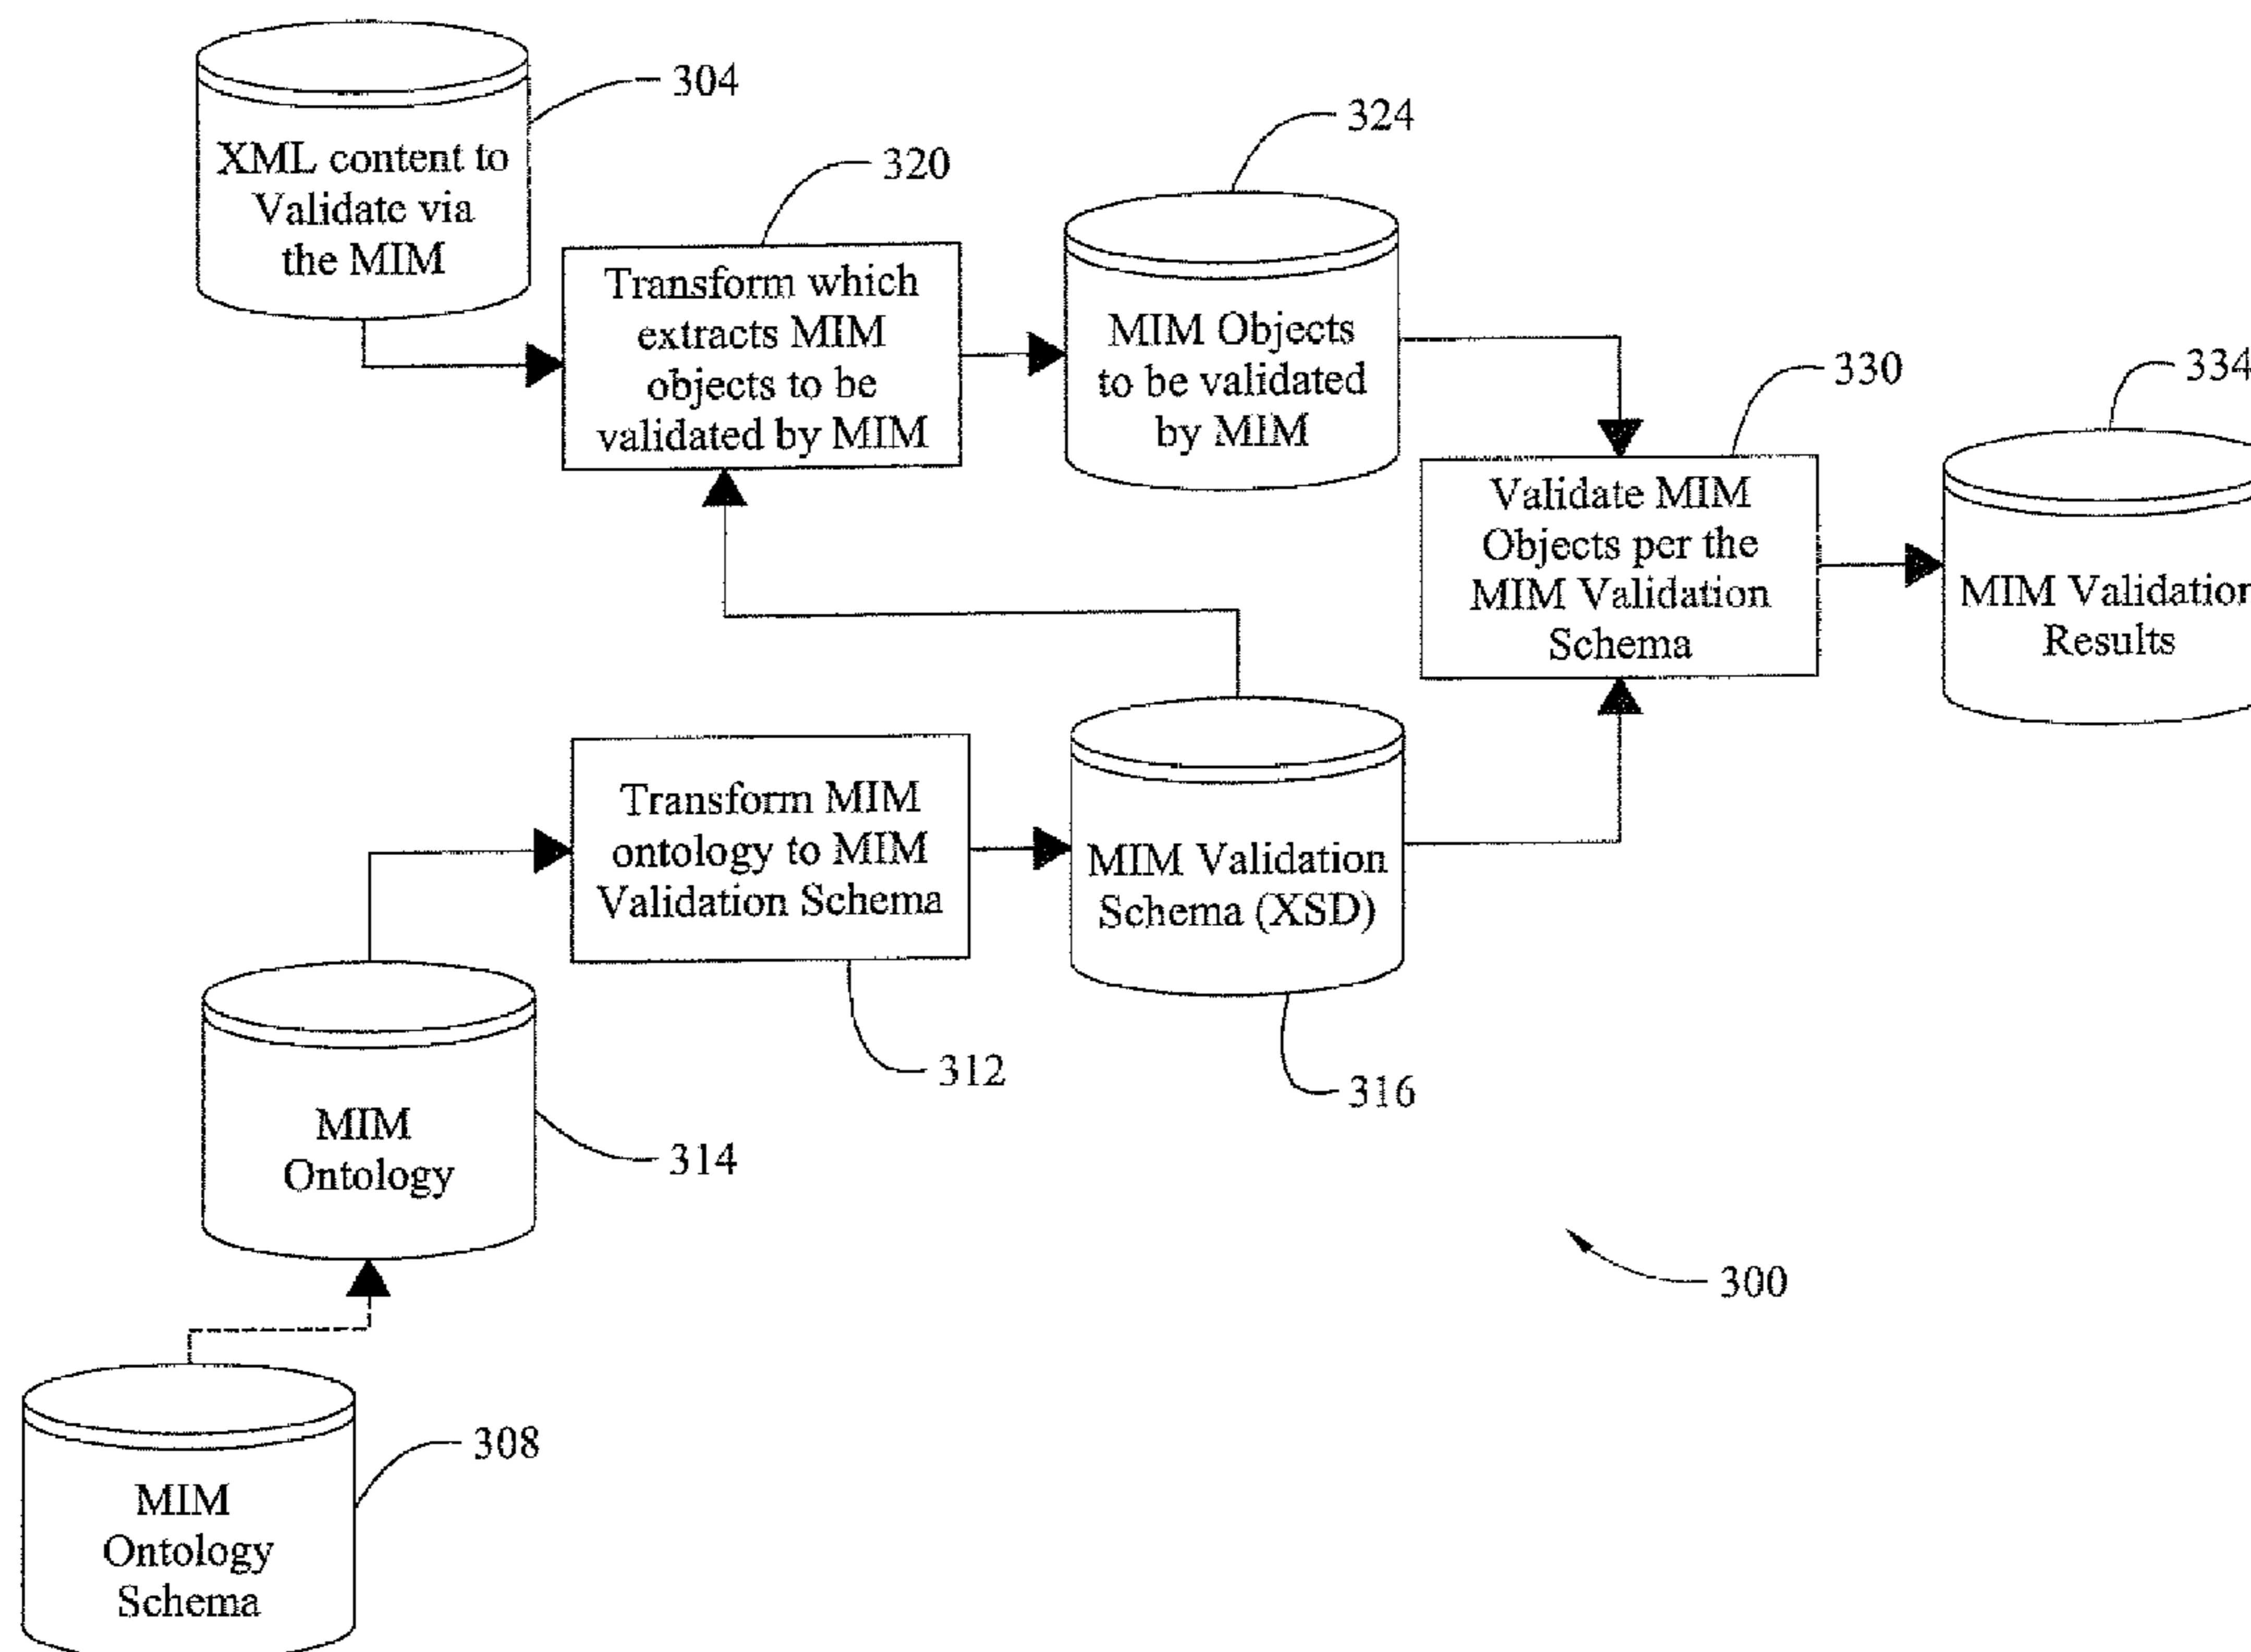 304
XML content to
Validate via
the MIM
320
Transform which
extracts MIM
objects to be
validated by MIM
324
MIM Objects
to be validated
by MIM
330
Validate MIM
Objects per the
MIM Validation
Schema
334
MIM Validation
Results
Transform MIM
ontology to MIM
Validation Schema
312
MIM Validation
Schema (XSD)
316
MIM
Ontology
314
300
MIM
Ontology
Schema
308